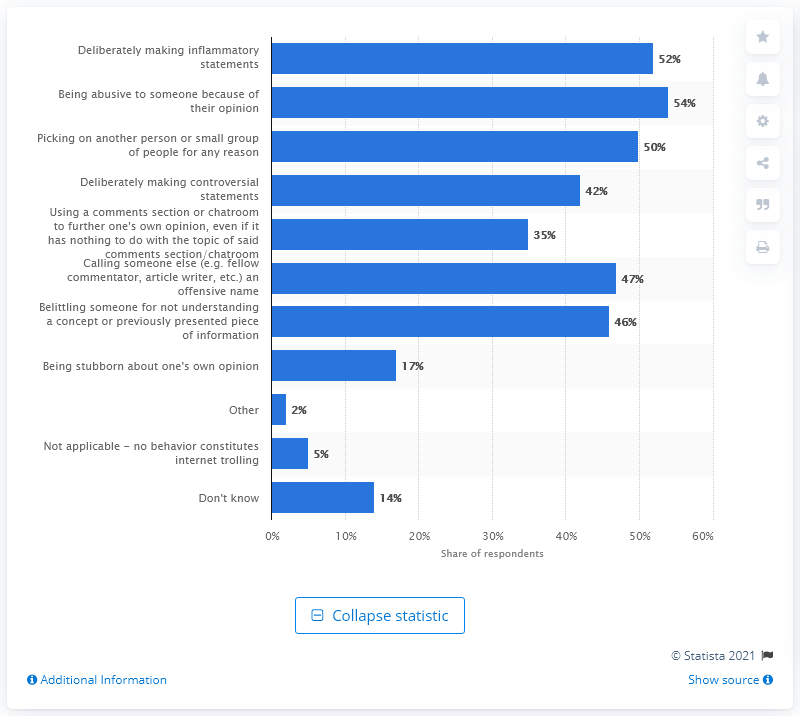 Deliberately making inflammatory
statements
52%
Being abusive to someone because of
their opinion
54%
Picking on another person or small group
of people for any reason
50%
Deliberately making controversial
statements
42%
Using a comments section or chatroom
to further one's own opinion, even if it
has nothing to do with the topic of said
comments section/chatroom
35%
Calling someone else (e.g. fellow
commentator, article writer, etc.) an
offensive name
47%
Belittling someone for not understanding
a concept or previously presented piece
of information
46%
Being stubborn about one's own opinion
17%
Other
2%
Not applicable - no behavior constitutes
internet trolling
5%
Don't know
14%
0% 10% 20% 30% 40% 50% 60%
Share of respondents
Collapse statistic
© Statista 2021
Additional Information
Show source